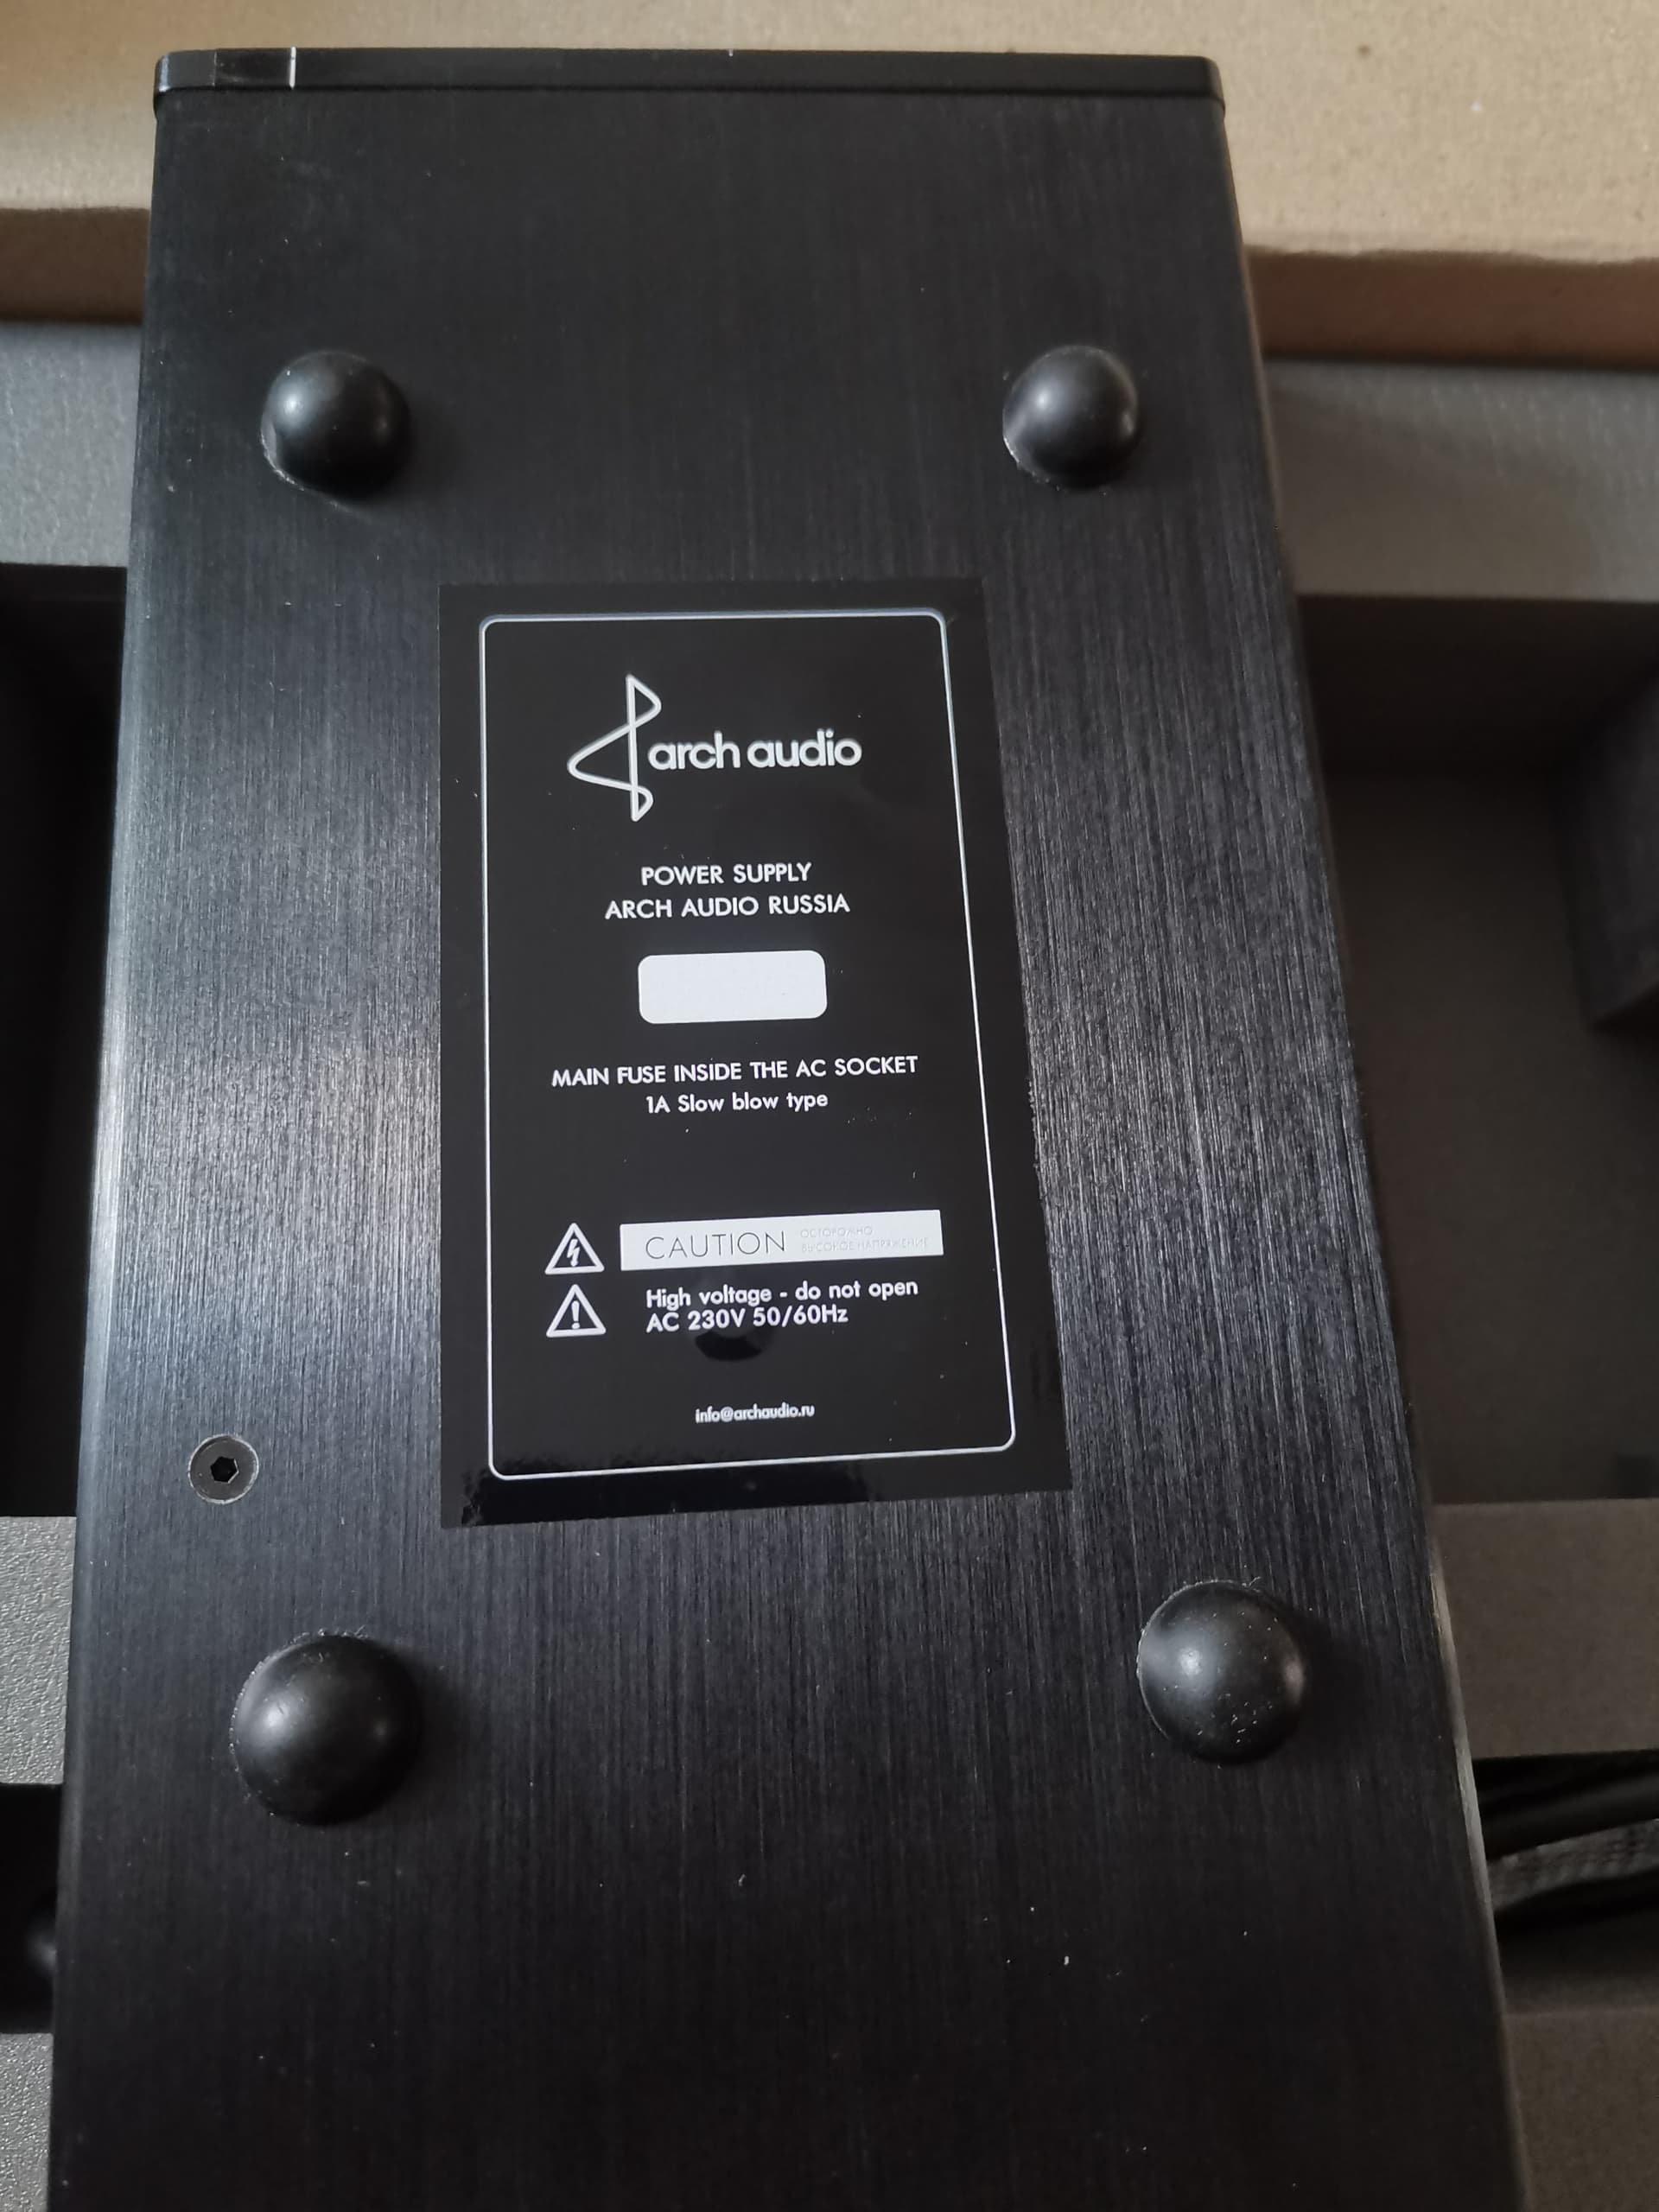 arch audio
POWER SUPPLY
ARCH AUDIO RUSSIA
MAIN FUSE INSIDE THE AC SOCKET
1A Slow blow type
CAUTION
ОСТОРОЖНО
ВЫСОКОЕ НАПРЯЖЕНИЕ
High voltage - do not open
AC 230V 50/60Hz
info@archaudio.ru